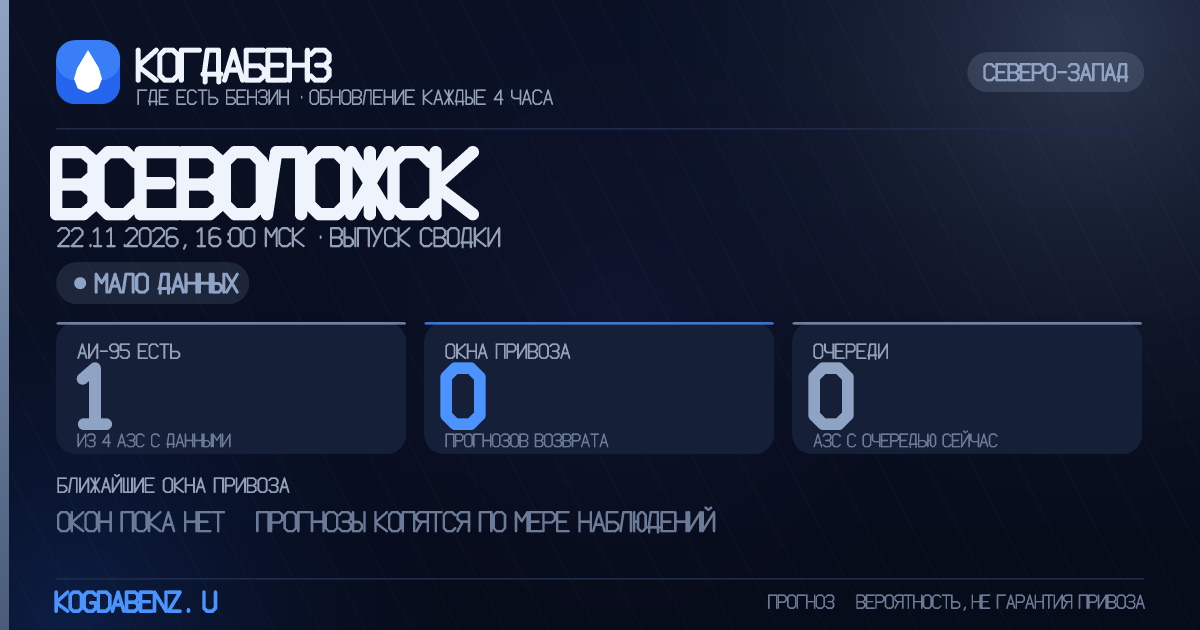 КОГДАБЕНЗ
ГДЕ ЕСТЬ БЕНЗИН · ОБНОВЛЕНИЕ КАЖДЫЕ 4 ЧАСА
СЕВЕРО-ЗАПАД
ВСЕВОЛОЖСК
22.11.2026, 16:00 МСК · ВЫПУСК СВОДКИ
МАЛО ДАННЫХ
АИ-95 ЕСТЬ
1
ИЗ 4 АЗС С ДАННЫМИ
ОКНА ПРИВОЗА
0
ПРОГНОЗОВ ВОЗВРАТА
ОЧЕРЕДИ
0
АЗС С ОЧЕРЕДЬЮ СЕЙЧАС
БЛИЖАЙШИЕ ОКНА ПРИВОЗА
ОКОН ПОКА НЕТ ПРОГНОЗЫ КОПЯТСЯ ПО МЕРЕ НАБЛЮДЕНИЙ
KOGDABENZ. U
ПРОГНОЗ ВЕРОЯТНОСТЬ, НЕ ГАРАНТИЯ ПРИВОЗА